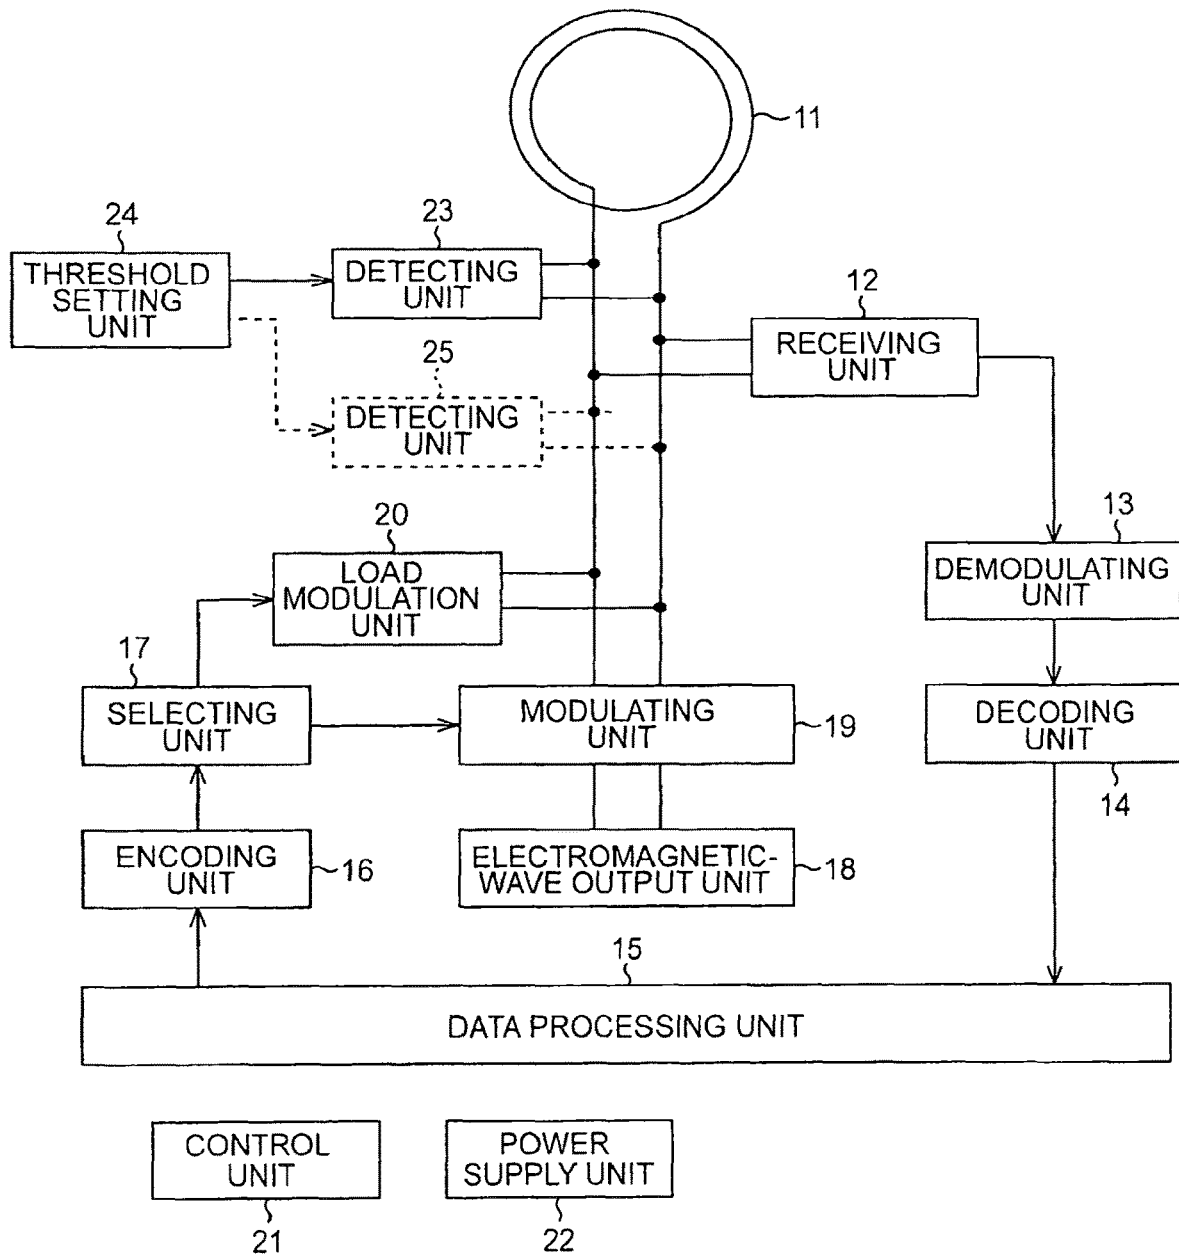 11
24
23
THRESHOLD
SETTING
UNIT
DETECTING
UNIT
12
RECEIVING
UNIT
25
DETECTING
UNIT
20
LOAD
MODULATION
UNIT
13
DEMODULATING
UNIT
17
SELECTING
UNIT
MODULATING
UNIT
19
DECODING
UNIT
14
ENCODING
UNIT
16
ELECTROMAGNETIC-
WAVE OUTPUT UNIT
18
15
DATA PROCESSING UNIT
CONTROL
UNIT
21
POWER
SUPPLY UNIT
22